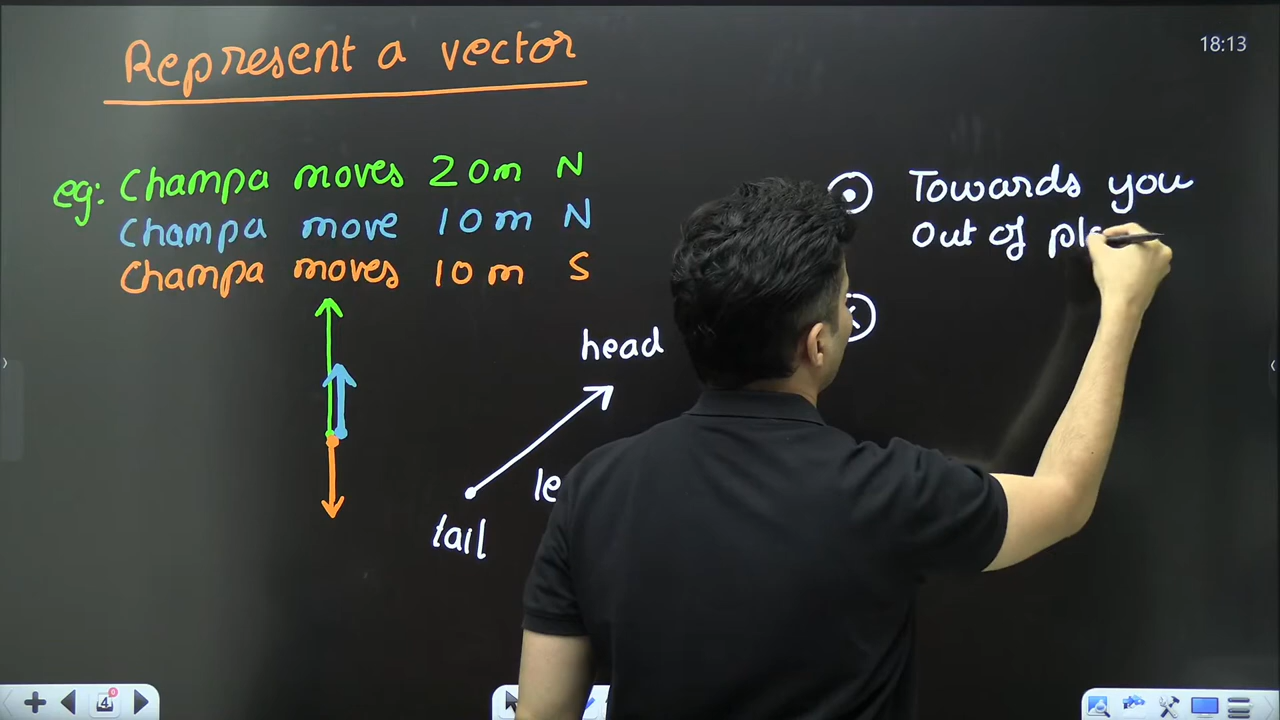 Represent a vector
18:13
eg: Champa moves 20m N
Champa move 10m N
Champa moves 10m S
head
tail
Towards you
Out of
4